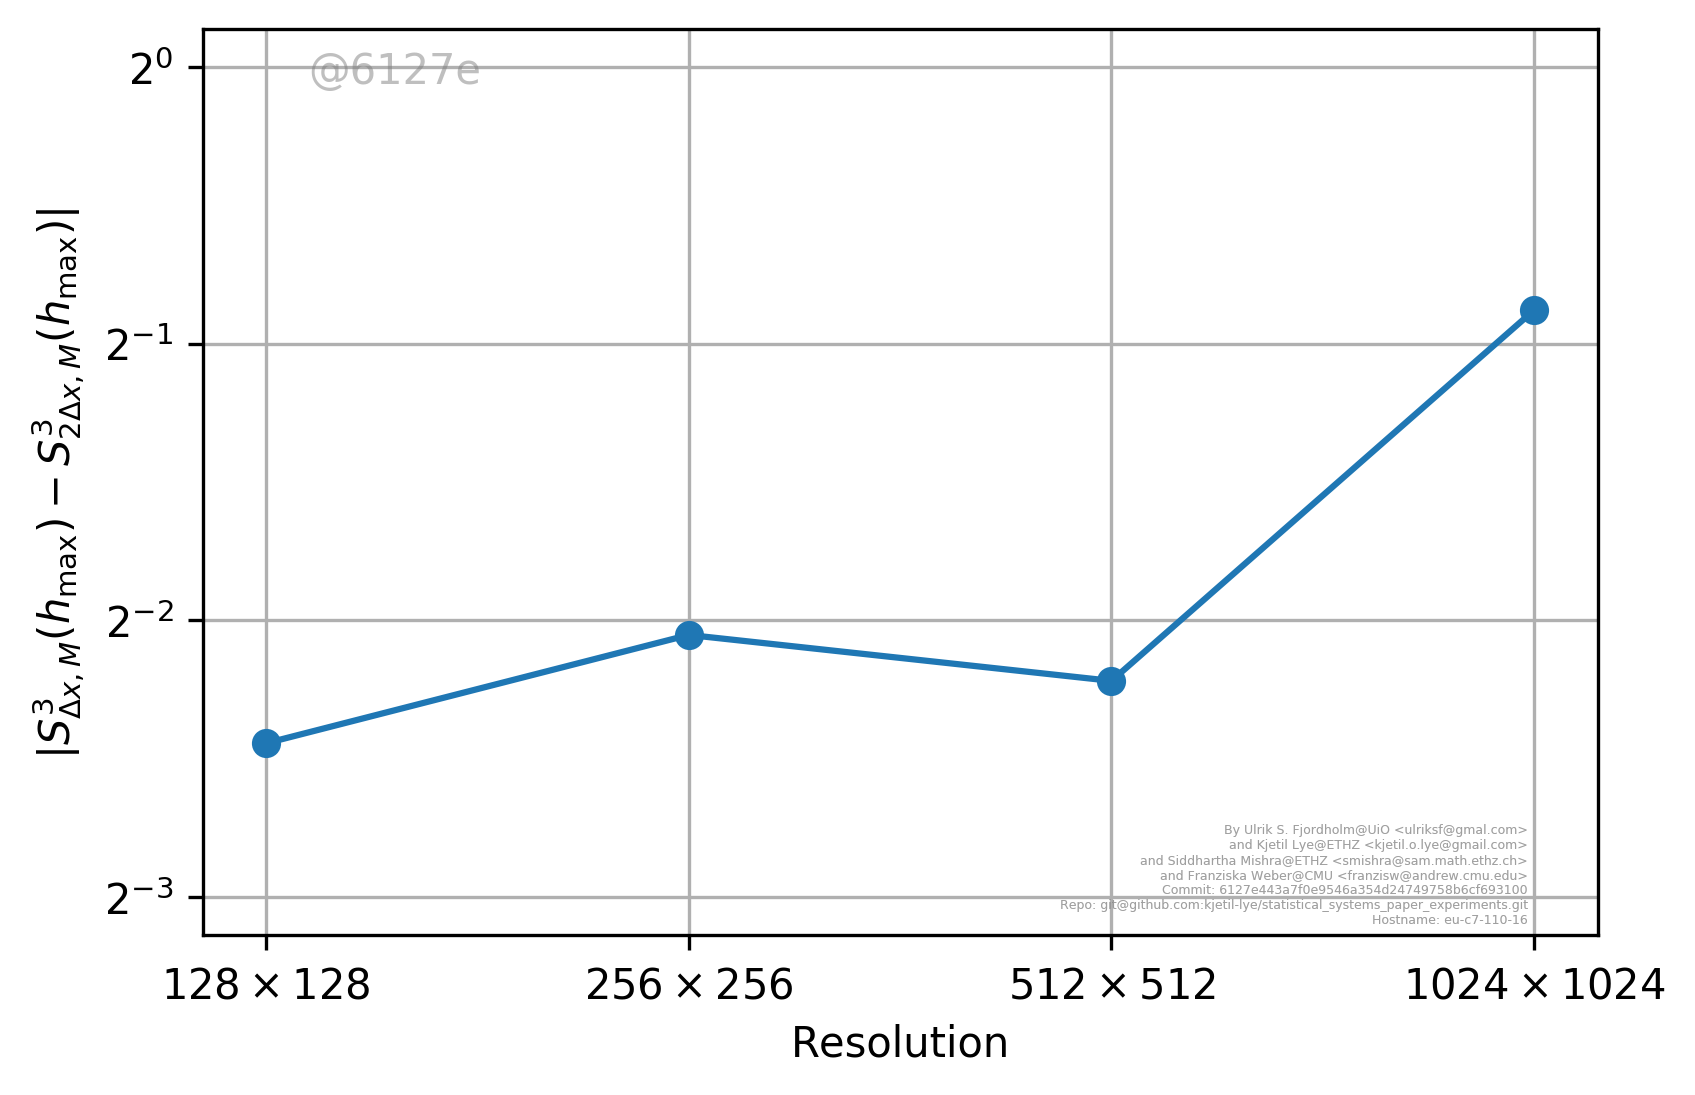 @6127e
2^0
2^{-1}
2^{-2}
2^{-3}
|S^3_{Δx,M}(h_max) − S^3_{2Δx,M}(h_max)|
By Ulrik S. Fjordholm@UiO <ulriksf@gmal.com>
and Kjetil Lye@ETHZ <kjetil.o.lye@gmail.com>
and Siddhartha Mishra@ETHZ <smishra@sam.math.ethz.ch>
and Franziska Weber@CMU <franzisw@andrew.cmu.edu>
Commit: 6127e443a7f0e9546a354d24749758b6cf693100
Repo: git@github.com:kjetil-lye/statistical_systems_paper_experiments.git
Hostname: eu-c7-110-16
128 × 128 256 × 256 512 × 512 1024 × 1024
Resolution